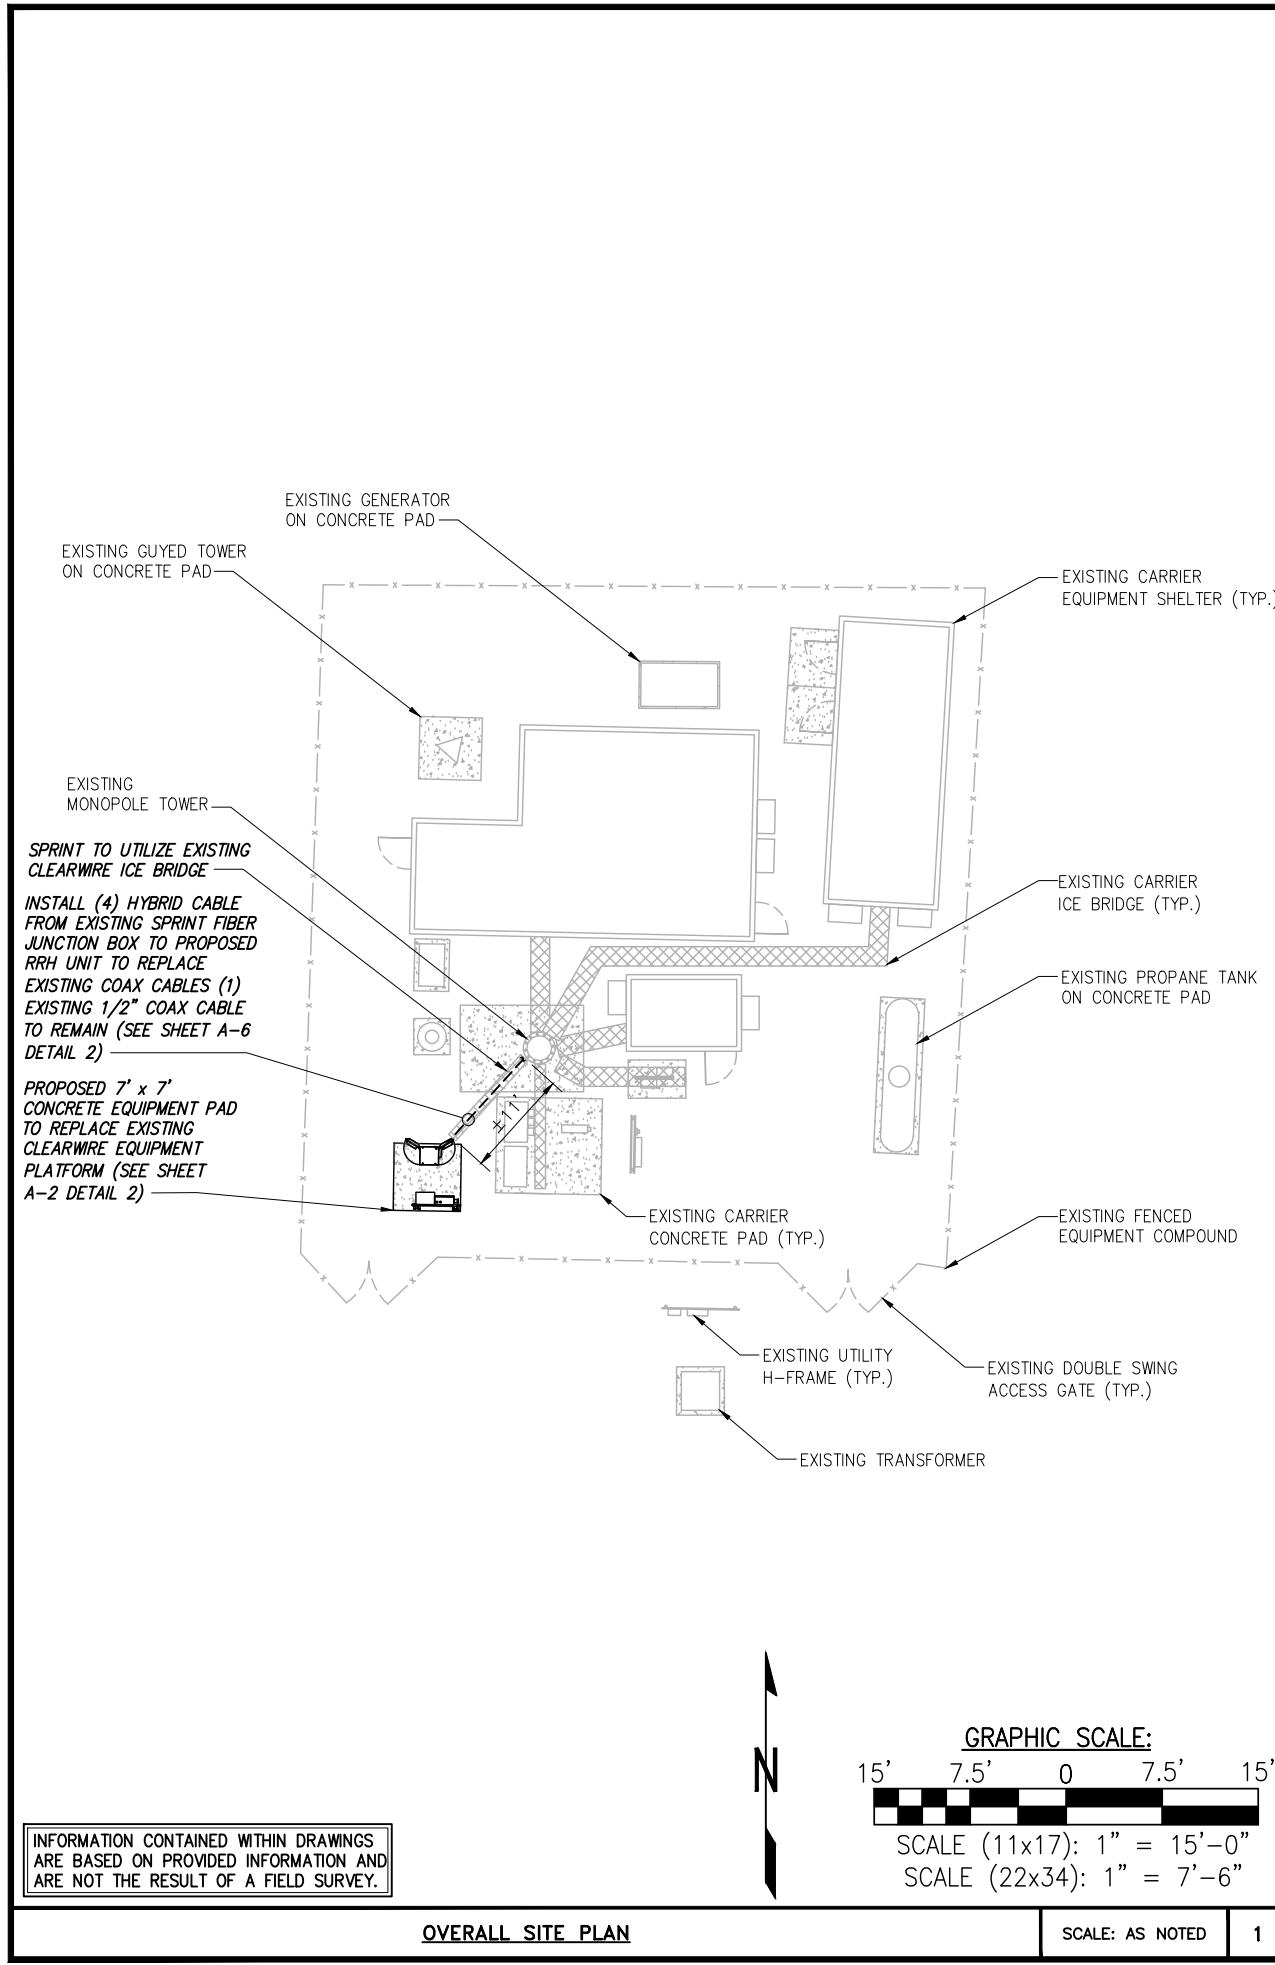 EXISTING GENERATOR
ON CONCRETE PAD
EXISTING GUYED TOWER
ON CONCRETE PAD
EXISTING CARRIER
EQUIPMENT SHELTER (TYP.)
EXISTING
MONOPOLE TOWER
SPRINT TO UTILIZE EXISTING
CLEARWIRE ICE BRIDGE
INSTALL (4) HYBRID CABLE
FROM EXISTING SPRINT FIBER
JUNCTION BOX TO PROPOSED
RRH UNIT TO REPLACE
EXISTING COAX CABLES (1)
EXISTING 1/2" COAX CABLE
TO REMAIN (SEE SHEET A-6
DETAIL 2)
PROPOSED 7' x 7'
CONCRETE EQUIPMENT PAD
TO REPLACE EXISTING
CLEARWIRE EQUIPMENT
PLATFORM (SEE SHEET
A-2 DETAIL 2)
±11'
EXISTING CARRIER
ICE BRIDGE (TYP.)
EXISTING PROPANE TANK
ON CONCRETE PAD
EXISTING CARRIER
CONCRETE PAD (TYP.)
EXISTING FENCED
EQUIPMENT COMPOUND
EXISTING UTILITY
H-FRAME (TYP.)
EXISTING DOUBLE SWING
ACCESS GATE (TYP.)
EXISTING TRANSFORMER
N
GRAPHIC SCALE:
15' 7.5' 0 7.5' 15'
SCALE (11x17): 1" = 15'-0"
SCALE (22x34): 1" = 7'-6"
INFORMATION CONTAINED WITHIN DRAWINGS
ARE BASED ON PROVIDED INFORMATION AND
ARE NOT THE RESULT OF A FIELD SURVEY.
OVERALL SITE PLAN
SCALE: AS NOTED
1